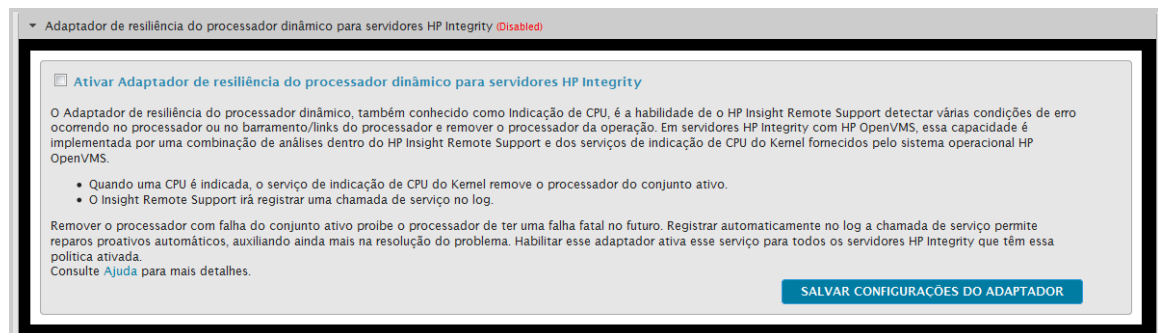 Adaptador de resiliência do processador dinâmico para servidores HP Integrity (Disabled)
Ativar Adaptador de resiliência do processador dinâmico para servidores HP Integrity
O Adaptador de resiliência do processador dinâmico, também conhecido como Indicação de CPU, é a habilidade de o HP Insight Remote Support detectar várias condições de erro
ocorrendo no processador ou no barramento/links do processador e remover o processador da operação. Em servidores HP Integrity com HP OpenVMS, essa capacidade é
implementada por uma combinação de análises dentro do HP Insight Remote Support e dos serviços de indicação de CPU do Kernel fornecidos pelo sistema operacional HP
OpenVMS.
• Quando uma CPU é indicada, o serviço de indicação de CPU do Kernel remove o processador do conjunto ativo.
• O Insight Remote Support irá registrar uma chamada de serviço no log.
Remover o processador com falha do conjunto ativo proíbe o processador de ter uma falha fatal no futuro. Registrar automaticamente no log a chamada de serviço permite
reparos proativos automáticos, auxiliando ainda mais na resolução do problema. Habilitar esse adaptador ativa esse serviço para todos os servidores HP Integrity que têm essa
política ativada.
Consulte Ajuda para mais detalhes.
SALVAR CONFIGURAÇÕES DO ADAPTADOR